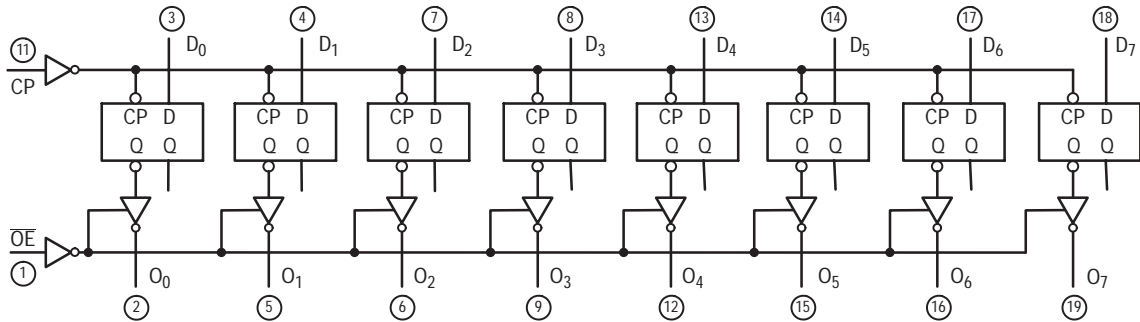 3 4 7 8 13 14 17 18
11 D0 D1 D2 D3 D4 D5 D6 D7
CP
CP D CP D CP D CP D CP D CP D CP D CP D
Q Q Q Q Q Q Q Q Q Q Q Q Q Q Q Q
OE
1 O0 O1 O2 O3 O4 O5 O6 O7
2 5 6 9 12 15 16 19